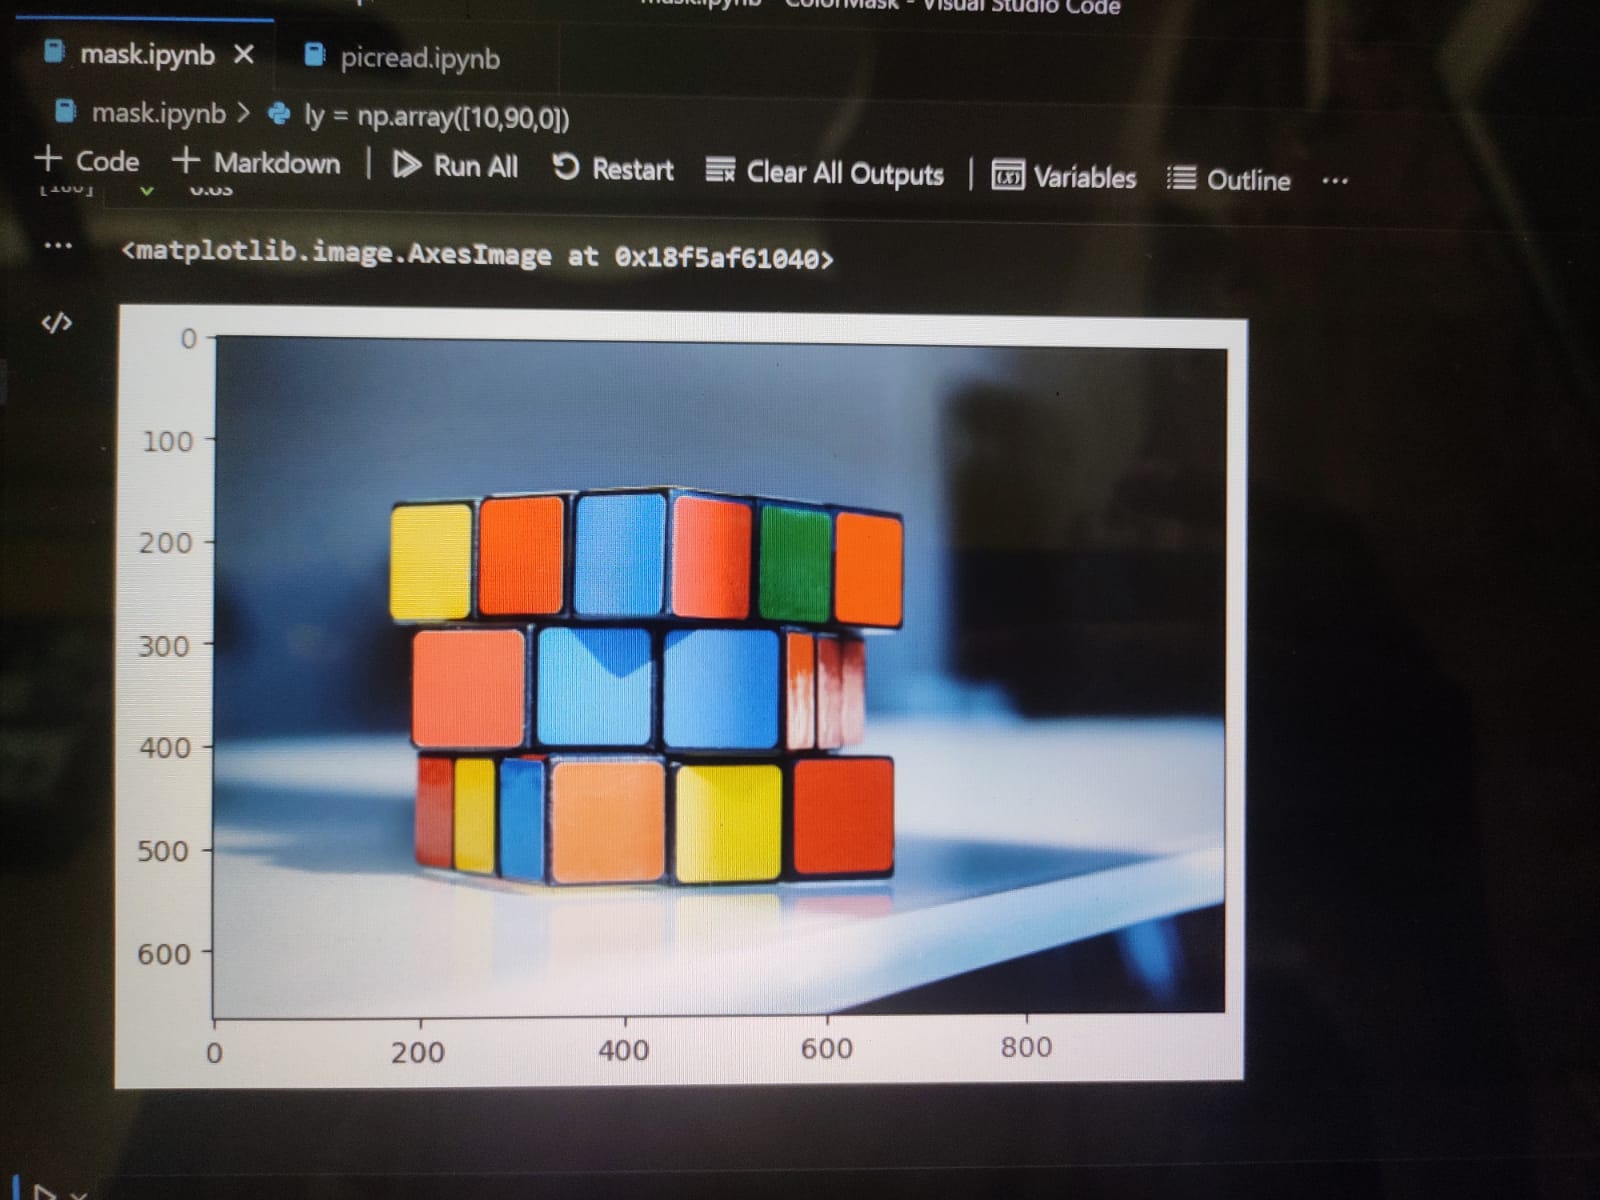 mask.ipynb - ColorMask - Visual Studio Code
mask.ipynb
picread.ipynb
mask.ipynb > ly = np.array([10,90,0])
+ Code + Markdown | Run All Restart Clear All Outputs | Variables Outline ...
0.0s
... <matplotlib.image.AxesImage at 0x18f5af61040>
</>
0
100
200
300
400
500
600
0 200 400 600 800